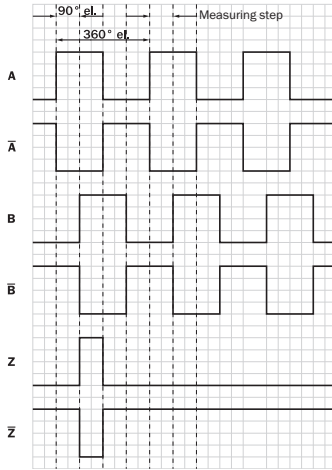 90° el.
Measuring step
360° el.
A
A̅
B
B̅
Z
Z̅